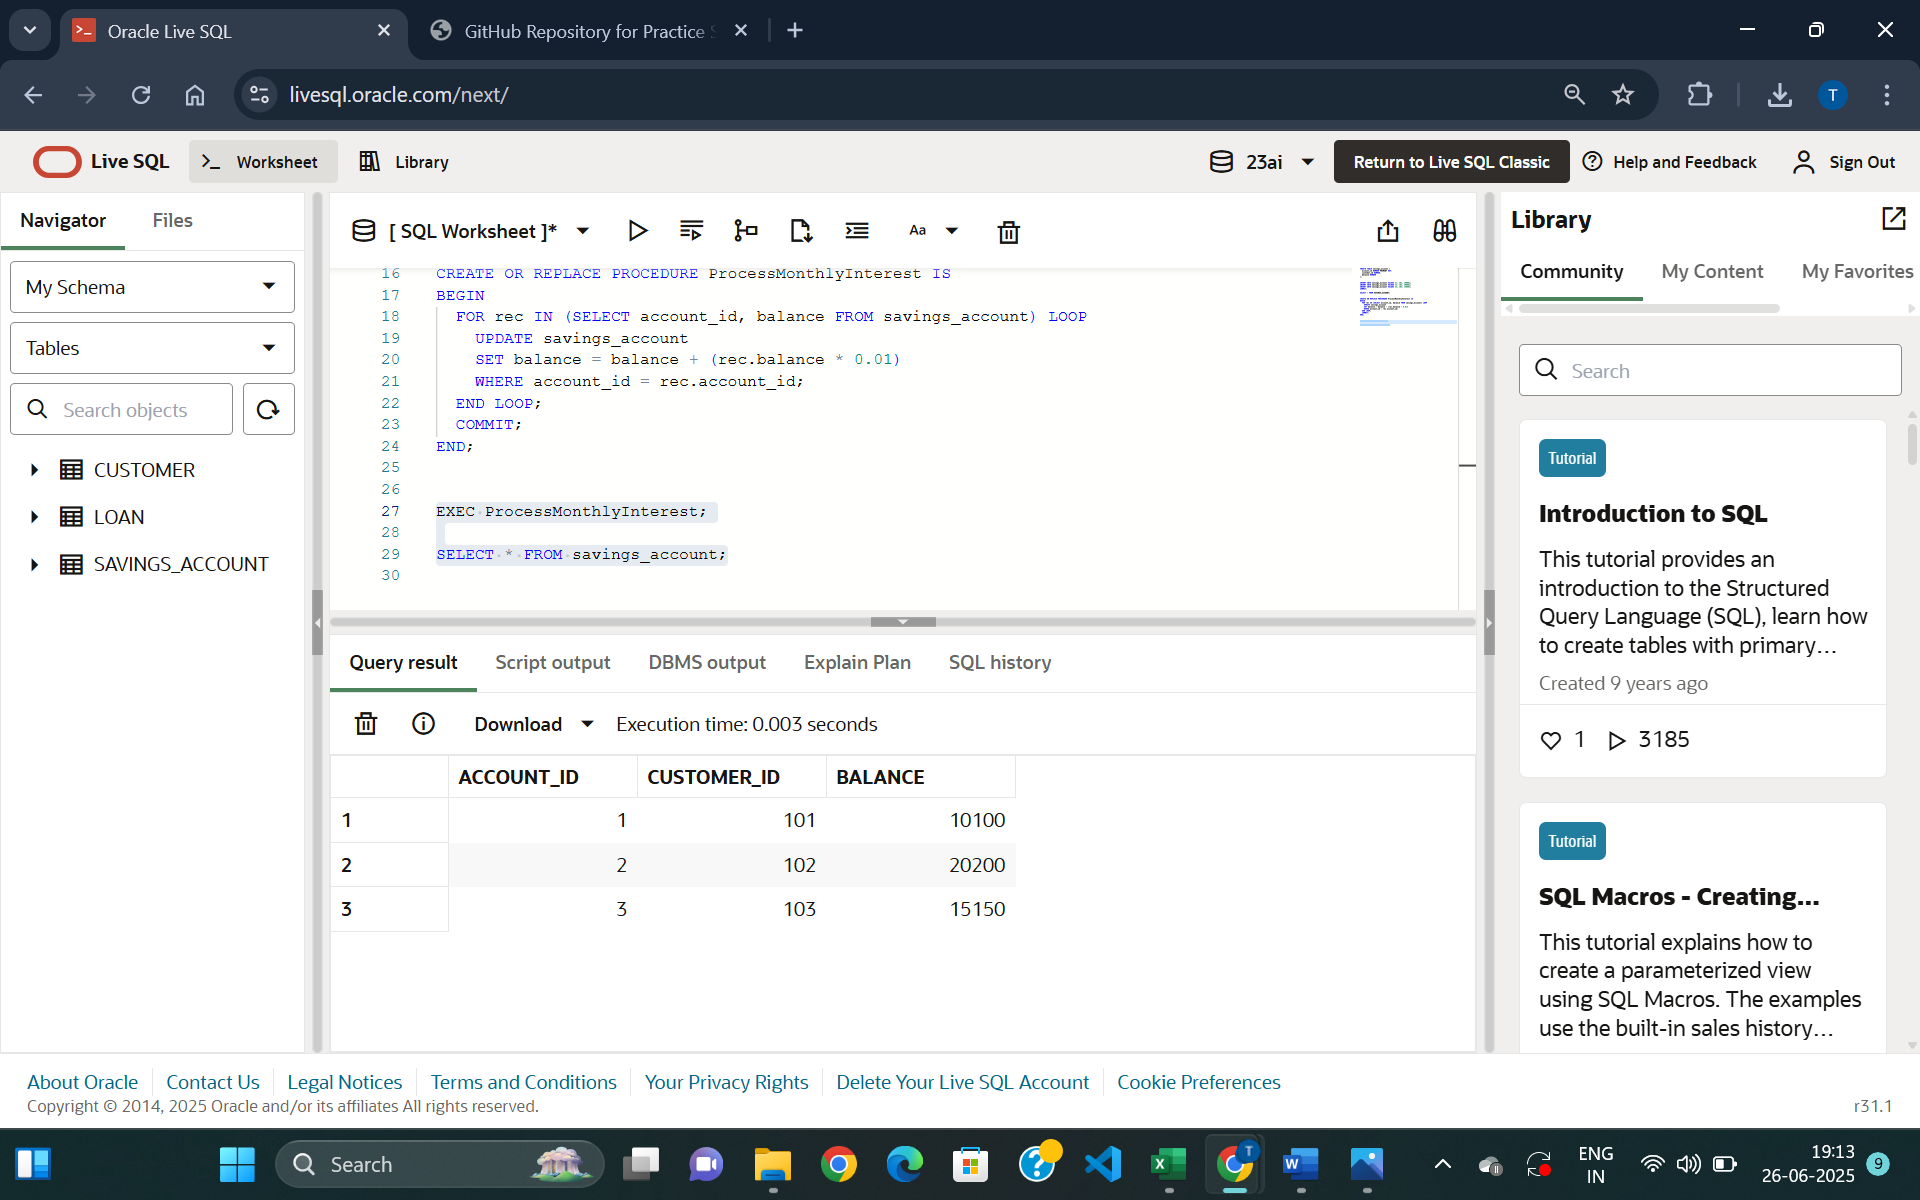 Oracle Live SQL
GitHub Repository for Practice S
livesql.oracle.com/next/
T
Live SQL
Worksheet
Library
23ai
Return to Live SQL Classic
Help and Feedback
Sign Out
Navigator
Files
My Schema
Tables
Search objects
CUSTOMER
LOAN
SAVINGS_ACCOUNT
[ SQL Worksheet ]*
Aa
16 CREATE OR REPLACE PROCEDURE ProcessMonthlyInterest IS
17 BEGIN
18 FOR rec IN (SELECT account_id, balance FROM savings_account) LOOP
19 UPDATE savings_account
20 SET balance = balance + (rec.balance * 0.01)
21 WHERE account_id = rec.account_id;
22 END LOOP;
23 COMMIT;
24 END;
25
26
27 EXEC ProcessMonthlyInterest;
28
29 SELECT * FROM savings_account;
30
Query result
Script output
DBMS output
Explain Plan
SQL history
Download
Execution time: 0.003 seconds
ACCOUNT_ID CUSTOMER_ID BALANCE
1 1 101 10100
2 2 102 20200
3 3 103 15150
Library
Community
My Content
My Favorites
Search
Tutorial
Introduction to SQL
This tutorial provides an
introduction to the Structured
Query Language (SQL), learn how
to create tables with primary...
Created 9 years ago
1 3185
Tutorial
SQL Macros - Creating...
This tutorial explains how to
create a parameterized view
using SQL Macros. The examples
use the built-in sales history...
About Oracle
Contact Us
Legal Notices
Terms and Conditions
Your Privacy Rights
Delete Your Live SQL Account
Cookie Preferences
Copyright © 2014, 2025 Oracle and/or its affiliates All rights reserved.
r31.1
Search
T
ENG
IN
19:13
26-06-2025
9